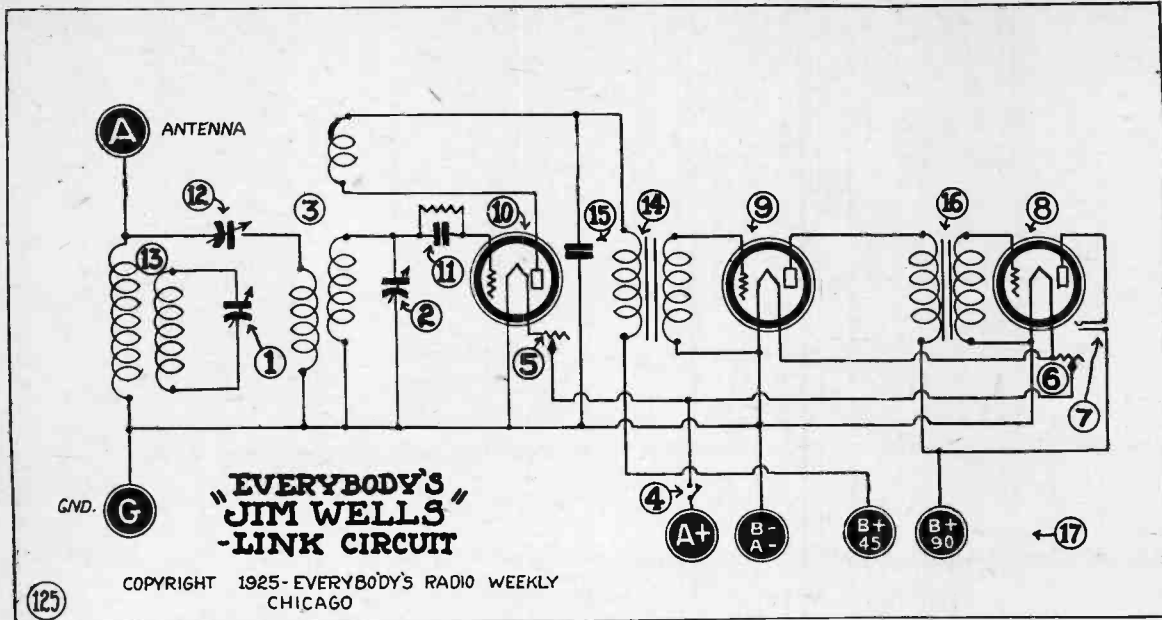 A
ANTENNA
12
3
10
15
14
9
16
8
13
11
2
1
5
6
7
"EVERYBODY'S"
JIM WELLS
-LINK CIRCUIT
GND.
G
4
A+
B-
A-
B+
45
B+
90
17
COPYRIGHT 1925-EVERYBODY'S RADIO WEEKLY
CHICAGO
125